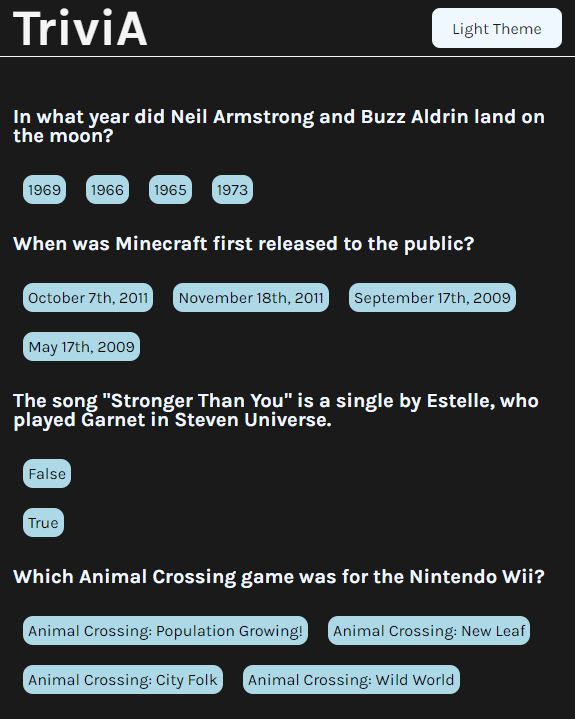 TriviA
Light Theme
In what year did Neil Armstrong and Buzz Aldrin land on
the moon?
1969 1966 1965 1973
When was Minecraft first released to the public?
October 7th, 2011 November 18th, 2011 September 17th, 2009
May 17th, 2009
The song "Stronger Than You" is a single by Estelle, who
played Garnet in Steven Universe.
False
True
Which Animal Crossing game was for the Nintendo Wii?
Animal Crossing: Population Growing! Animal Crossing: New Leaf
Animal Crossing: City Folk Animal Crossing: Wild World